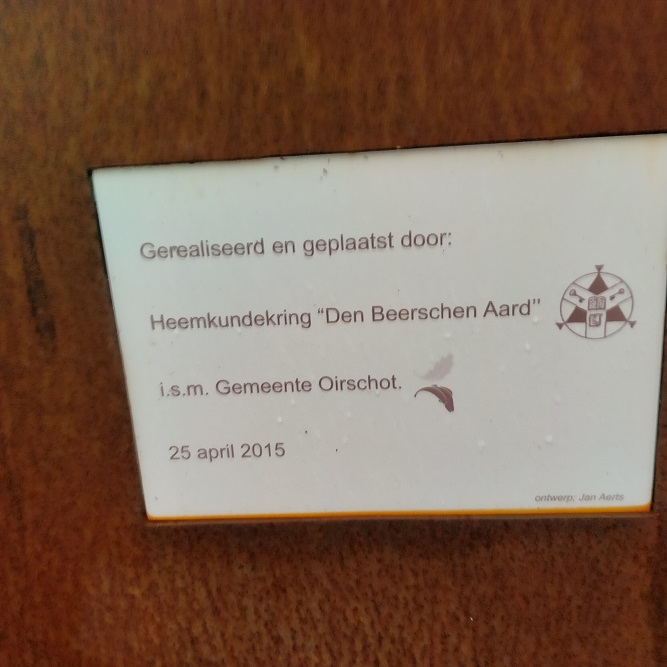 Gerealiseerd en geplaatst door:
Heemkundekring “Den Beerschen Aard”
i.s.m. Gemeente Oirschot.
25 april 2015
ontwerp: Jan Aerts